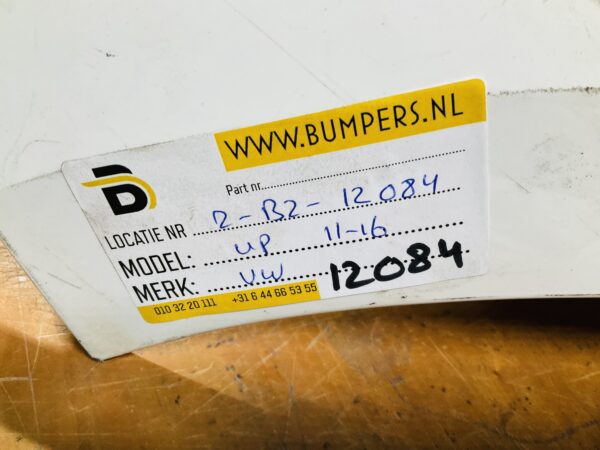 WWW.BUMPERS.NL
B
Part nr.
LOCATIE NR 2-B2-12084
MODEL: UP 11-16
MERK: VW 12084
010 32 20 111 +31 6 44 66 53 55